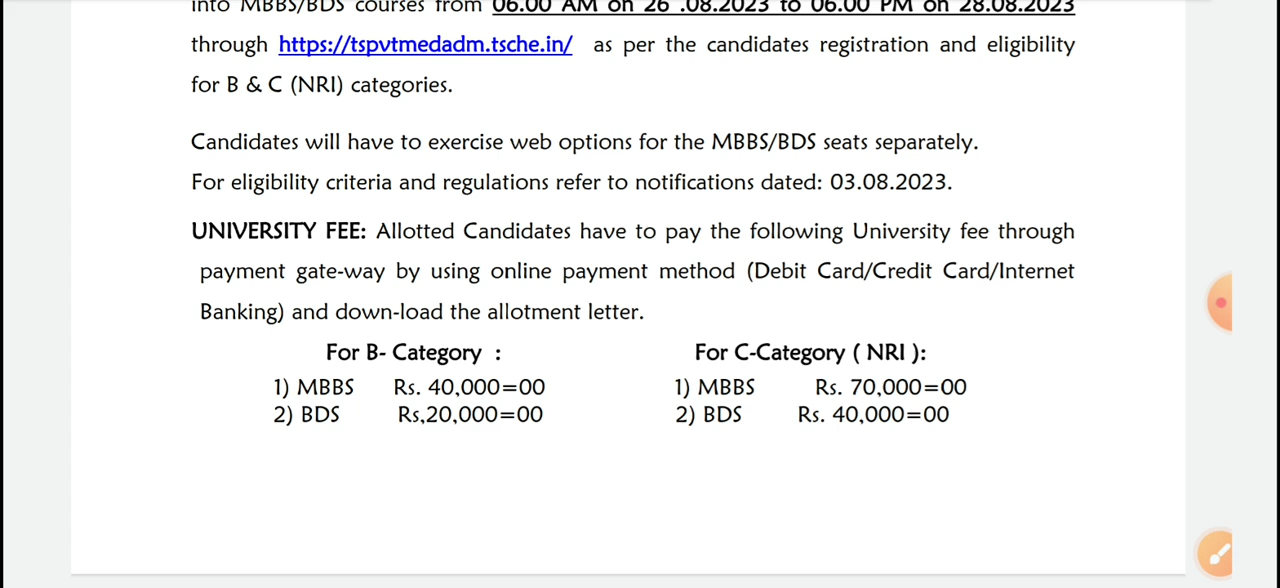 into MBBS/BDS courses from 06.00 AM on 26 .08.2023 to 06.00 PM on 28.08.2023
through https://tspvtmedadm.tsche.in/ as per the candidates registration and eligibility
for B & C (NRI) categories.
Candidates will have to exercise web options for the MBBS/BDS seats separately.
For eligibility criteria and regulations refer to notifications dated: 03.08.2023.
UNIVERSITY FEE: Allotted Candidates have to pay the following University fee through
payment gate-way by using online payment method (Debit Card/Credit Card/Internet
Banking) and down-load the allotment letter.
For B- Category : For C-Category ( NRI ):
1) MBBS Rs. 40,000=00 1) MBBS Rs. 70,000=00
2) BDS Rs,20,000=00 2) BDS Rs. 40,000=00